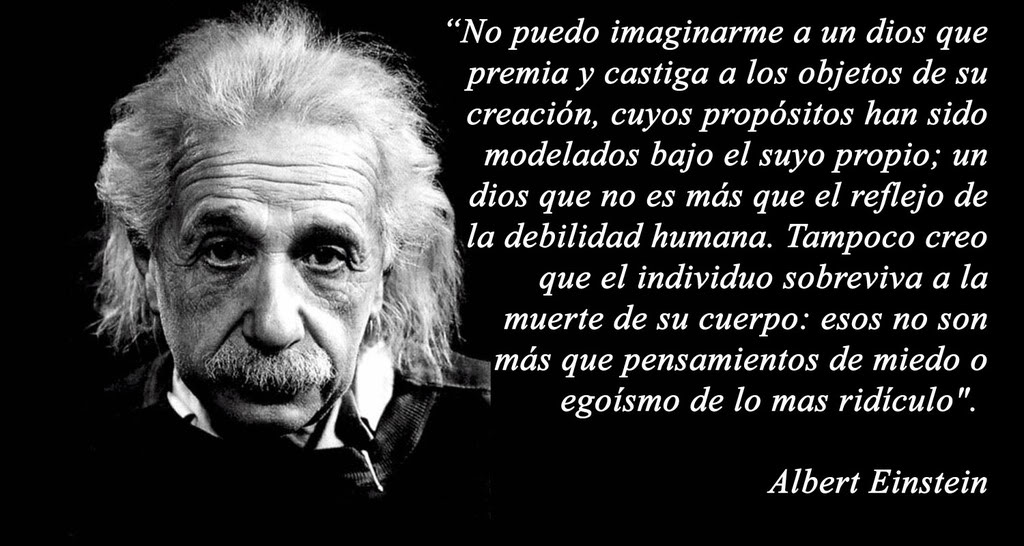 “No puedo imaginarme a un dios que
premia y castiga a los objetos de su
creación, cuyos propósitos han sido
modelados bajo el suyo propio; un
dios que no es más que el reflejo de
la debilidad humana. Tampoco creo
que el individuo sobreviva a la
muerte de su cuerpo: esos no son
más que pensamientos de miedo o
egoísmo de lo mas ridículo".
Albert Einstein